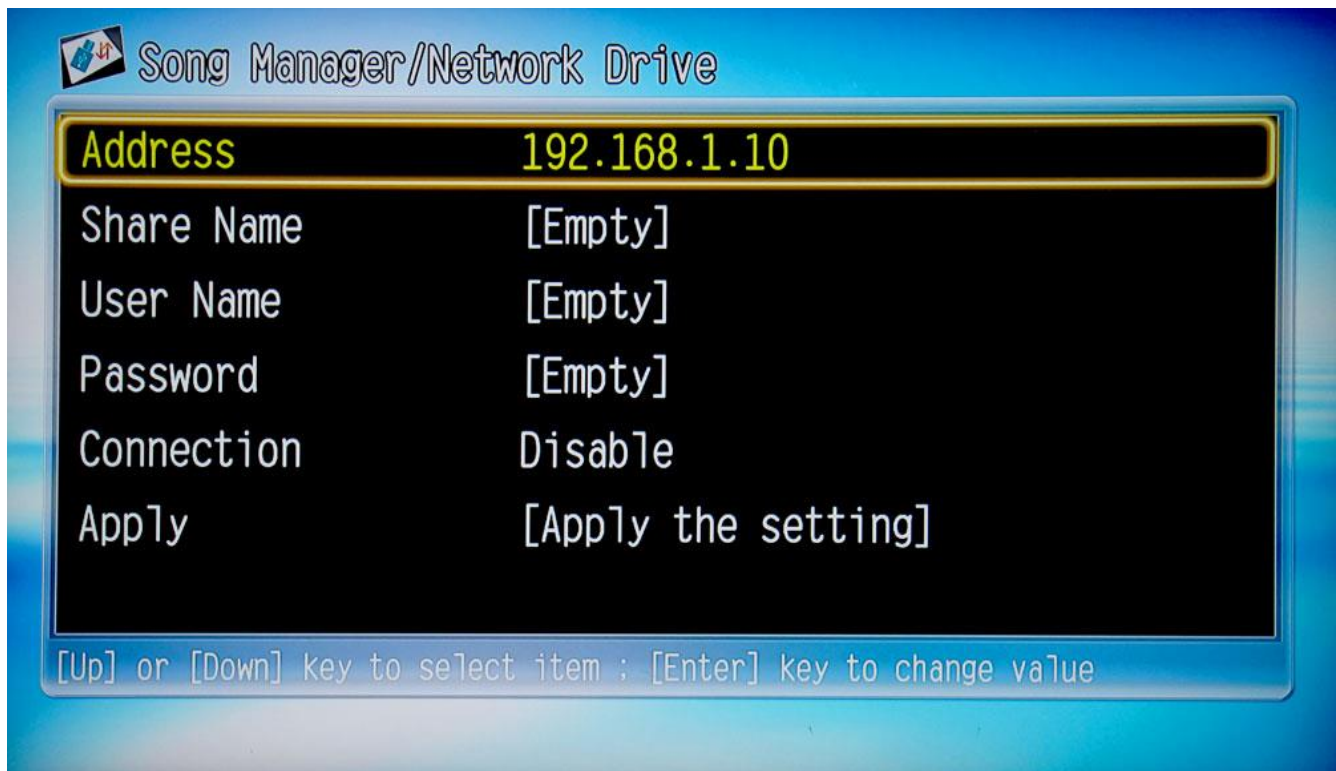 Song Manager/Network Drive
Address 192.168.1.10
Share Name [Empty]
User Name [Empty]
Password [Empty]
Connection Disable
Apply [Apply the setting]
[Up] or [Down] key to select item ; [Enter] key to change value